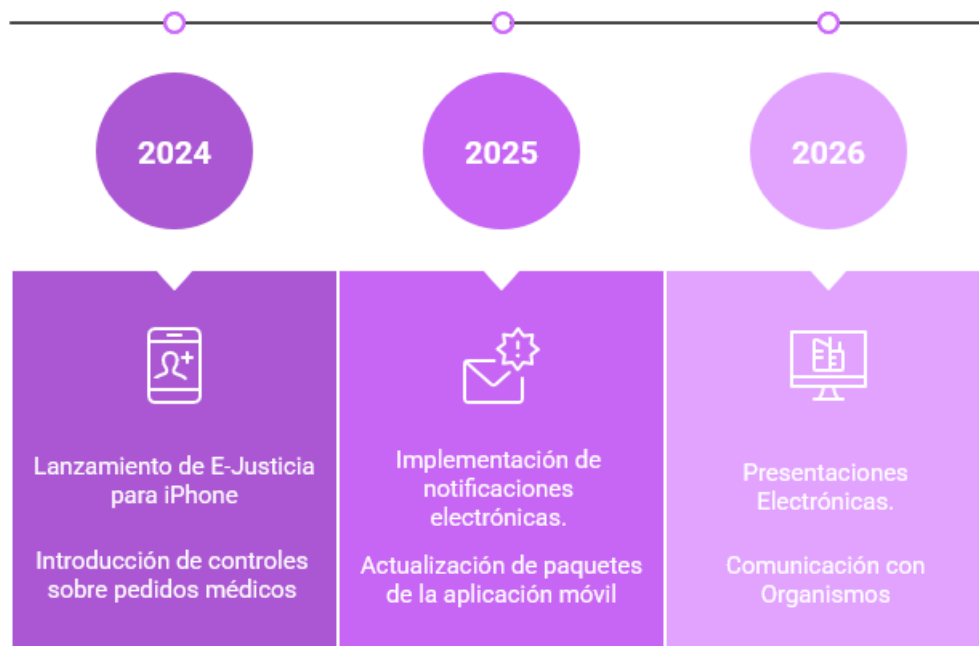 2024
2025
2026
Lanzamiento de E-Justicia
para iPhone
Introducción de controles
sobre pedidos médicos
Implementación de
notificaciones
electrónicas.
Actualización de paquetes
de la aplicación móvil
Presentaciones
Electrónicas.
Comunicación con
Organismos